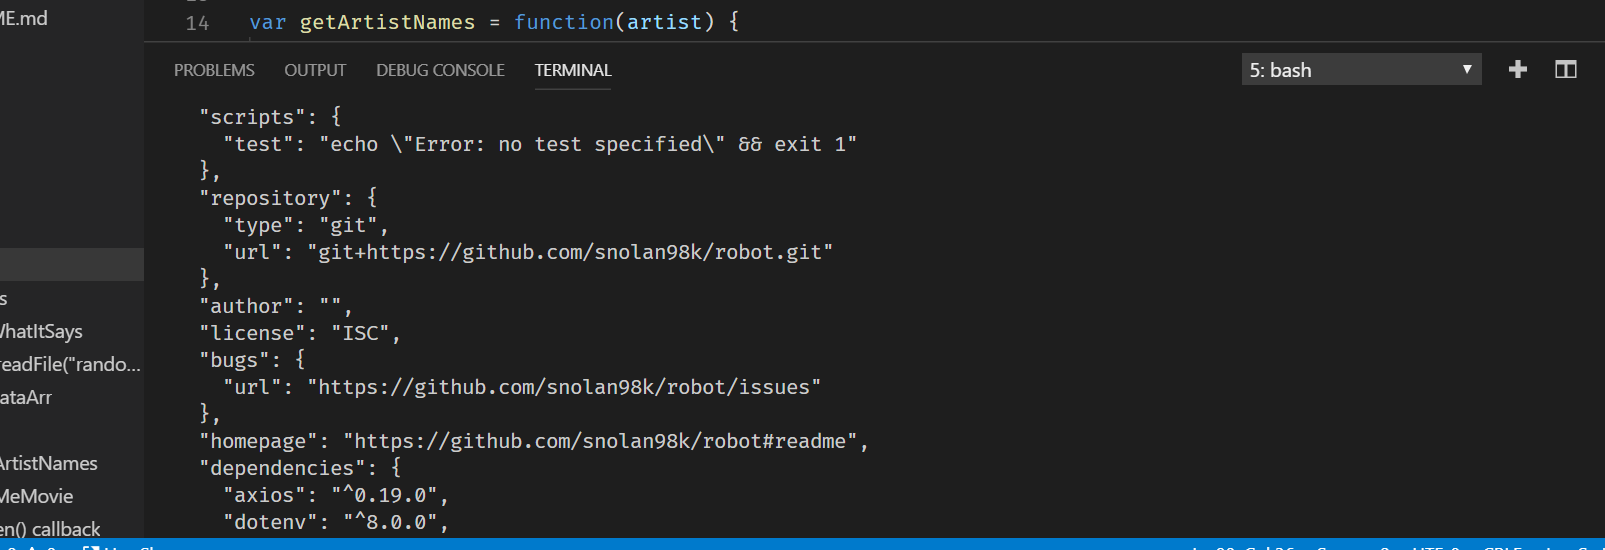 ME.md
14 var getArtistNames = function(artist) {
PROBLEMS OUTPUT DEBUG CONSOLE TERMINAL 5: bash
"scripts": {
"test": "echo \"Error: no test specified\" && exit 1"
},
"repository": {
"type": "git",
"url": "git+https://github.com/snolan98k/robot.git"
},
"author": "",
"license": "ISC",
"bugs": {
"url": "https://github.com/snolan98k/robot/issues"
},
"homepage": "https://github.com/snolan98k/robot#readme",
"dependencies": {
"axios": "^0.19.0",
"dotenv": "^8.0.0",
s
WhatItSays
readFile("rando...
ataArr
ArtistNames
MeMovie
en() callback